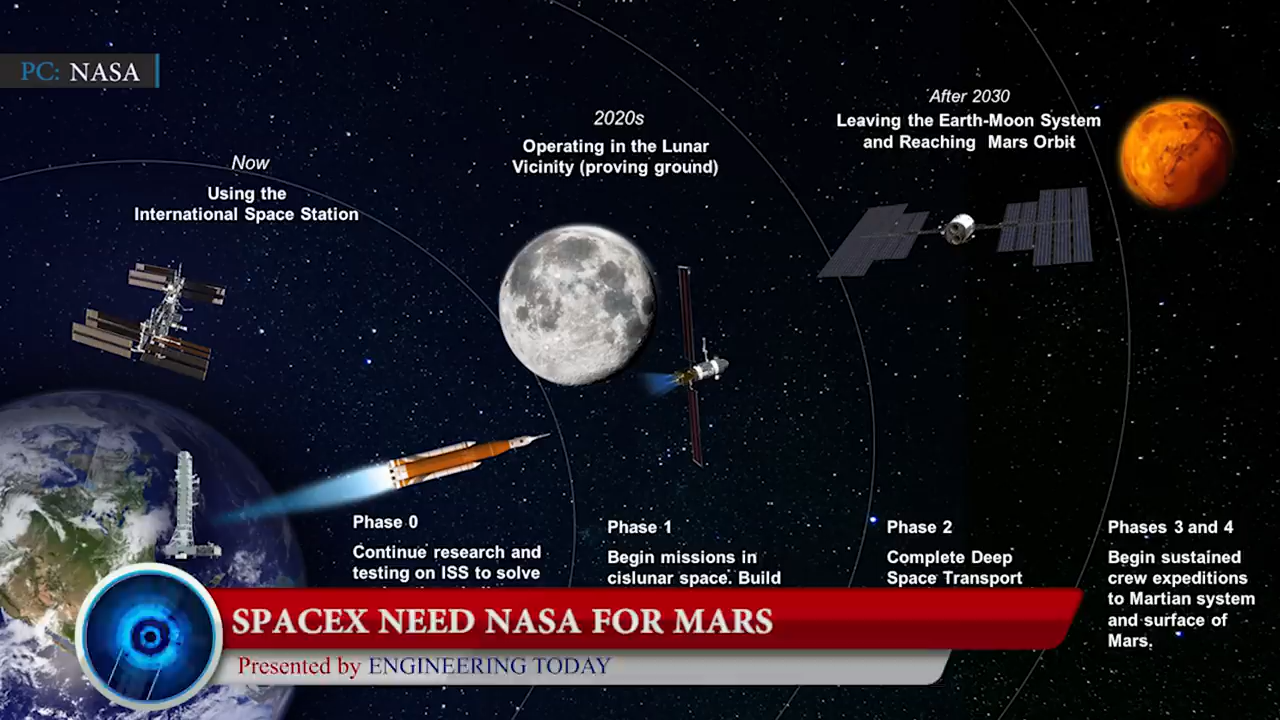 PC: NASA
Now
Using the
International Space Station
2020s
Operating in the Lunar
Vicinity (proving ground)
After 2030
Leaving the Earth-Moon System
and Reaching Mars Orbit
Phase 0
Continue research and
testing on ISS to solve
Phase 1
Begin missions in
cislunar space. Build
Phase 2
Complete Deep
Space Transport
Phases 3 and 4
Begin sustained
crew expeditions
to Martian system
and surface of
Mars.
SPACEX NEED NASA FOR MARS
Presented by ENGINEERING TODAY